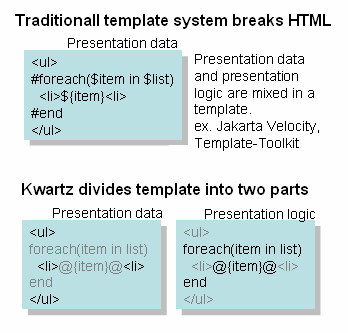 Traditionall template system breaks HTML
Presentation data
<ul>
#foreach($item in $list)
<li>${item}<li>
#end
</ul>
Presentation data
and presentation
logic are mixed in a
template.
ex. Jakarta Velocity,
Template-Toolkit
Kwartz divides template into two parts
Presentation data
<ul>
foreach(item in list)
<li>@{item}@<li>
end
</ul>
Presentation logic
<ul>
foreach(item in list)
<li>@{item}@<li>
end
</ul>